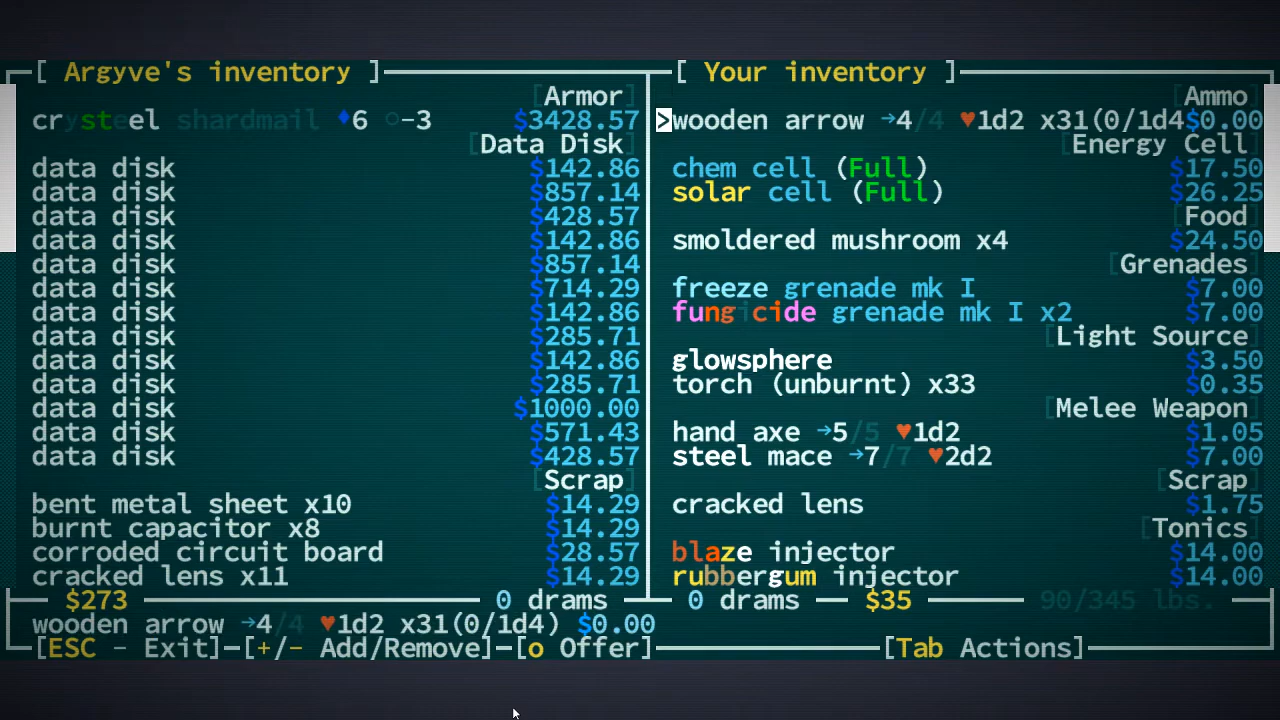 [ Argyve's inventory ]
[Armor]
crysteel shardmail ♦6 ○-3 $3428.57
[Data Disk]
data disk $142.86
data disk $857.14
data disk $428.57
data disk $142.86
data disk $857.14
data disk $714.29
data disk $142.86
data disk $285.71
data disk $142.86
data disk $285.71
data disk $1000.00
data disk $571.43
data disk $428.57
[Scrap]
bent metal sheet x10 $14.29
burnt capacitor x8 $14.29
corroded circuit board $28.57
cracked lens x11 $14.29
[ Your inventory ]
[Ammo]
>wooden arrow →4/4 ♥1d2 x31(0/1d4 $0.00
[Energy Cell]
chem cell (Full) $17.50
solar cell (Full) $26.25
[Food]
smoldered mushroom x4 $24.50
[Grenades]
freeze grenade mk I $7.00
fungicide grenade mk I x2 $7.00
[Light Source]
glowsphere $3.50
torch (unburnt) x33 $0.35
[Melee Weapon]
hand axe →5/5 ♥1d2 $1.05
steel mace →7/7 ♥2d2 $7.00
[Scrap]
cracked lens $1.75
[Tonics]
blaze injector $14.00
rubbergum injector $14.00
$273 0 drams 0 drams $35 90/345 lbs.
wooden arrow →4/4 ♥1d2 x31(0/1d4) $0.00
[ESC - Exit] [+/- Add/Remove] [o Offer] [Tab Actions]